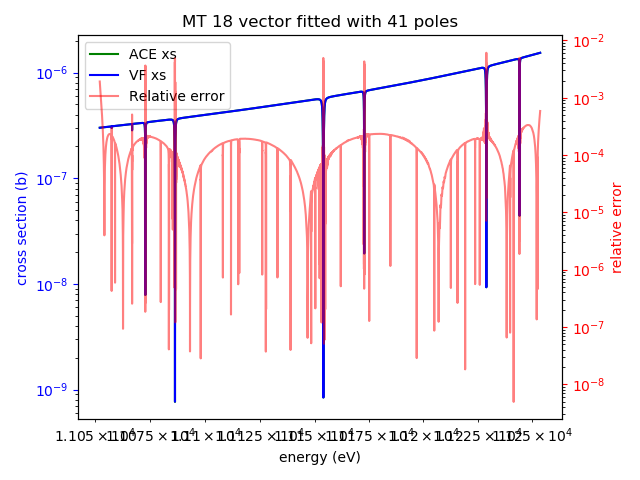 MT 18 vector fitted with 41 poles
ACE xs
VF xs
Relative error
cross section (b)
10⁻⁶
10⁻⁷
10⁻⁸
10⁻⁹
relative error
10⁻²
10⁻³
10⁻⁴
10⁻⁵
10⁻⁶
10⁻⁷
10⁻⁸
energy (eV)